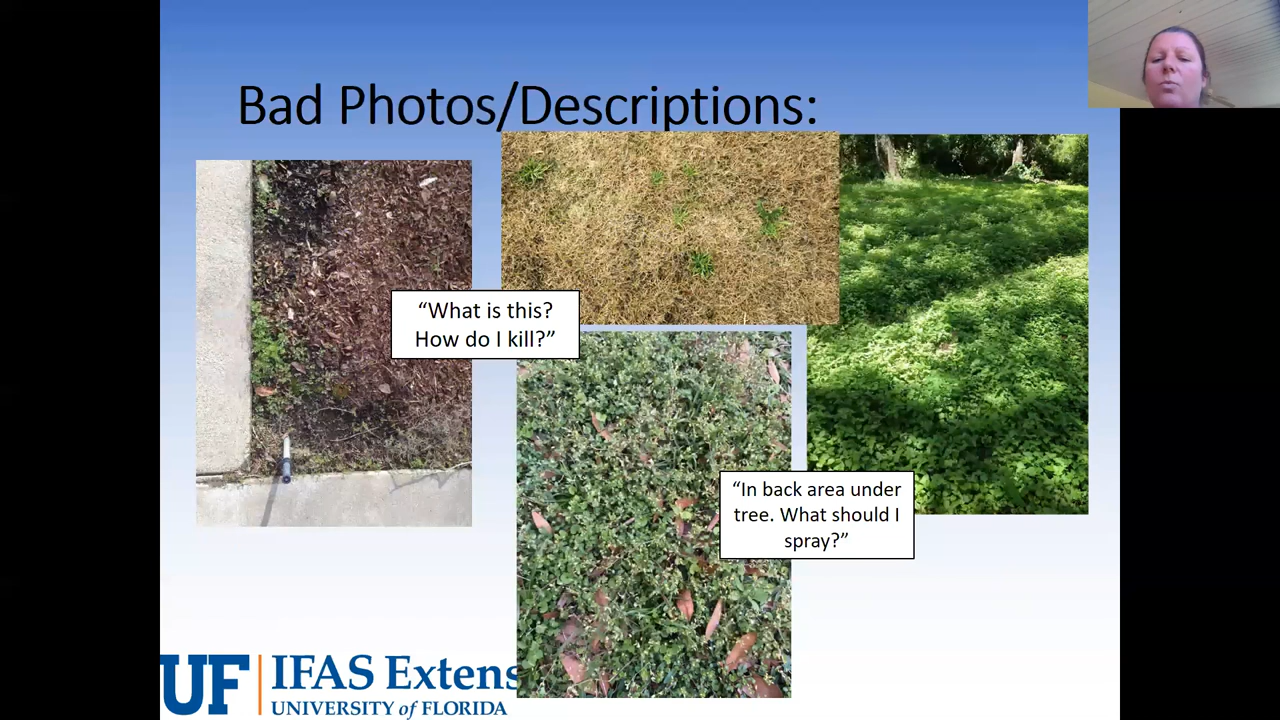 Bad Photos/Descriptions:
“What is this?
How do I kill?”
“In back area under
tree. What should I
spray?”
UF IFAS Extens
UNIVERSITY of FLORIDA